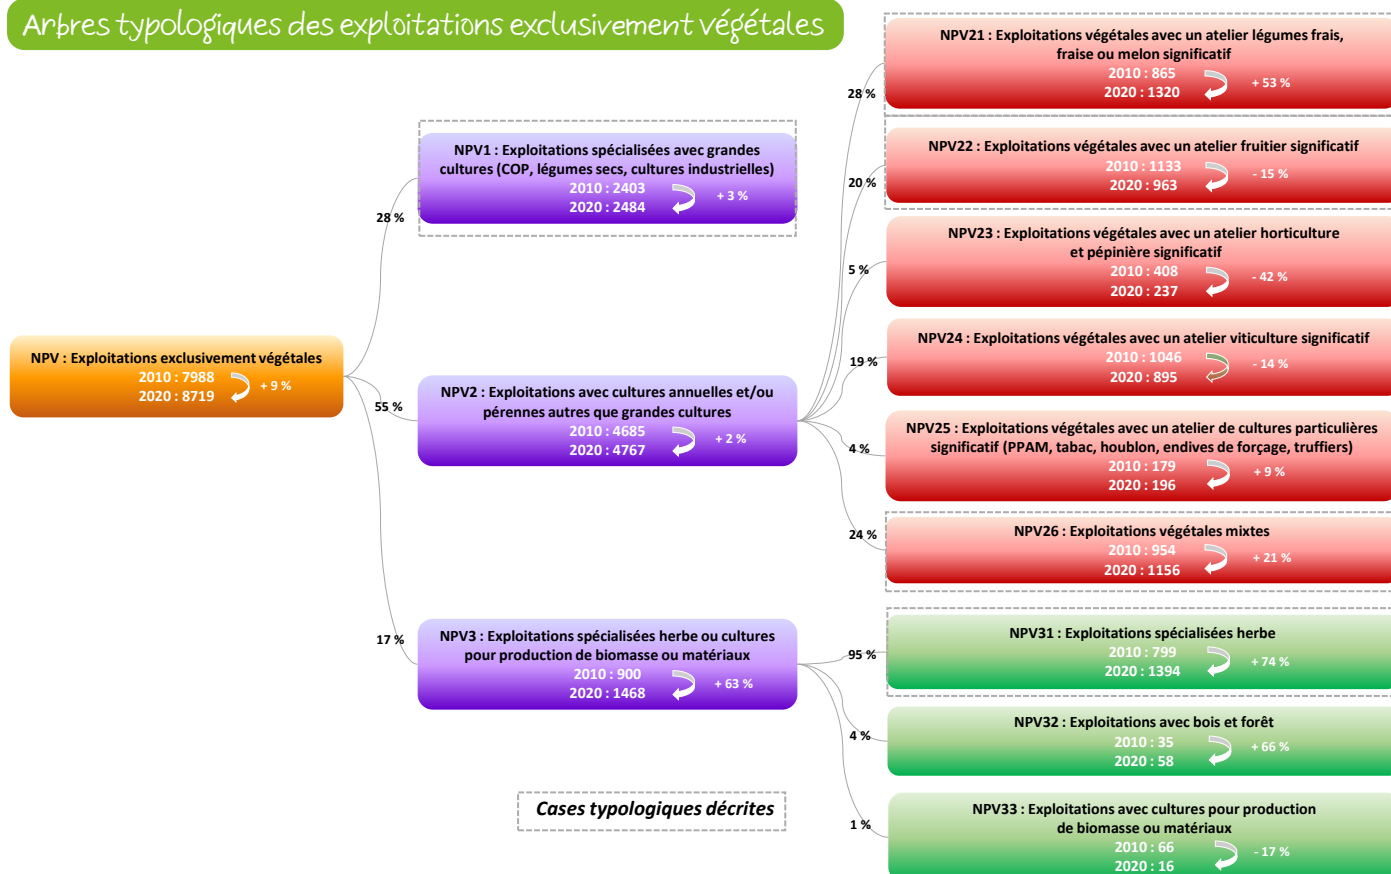 Arbres typologiques des exploitations exclusivement végétales
NPV : Exploitations exclusivement végétales
2010 : 7988
2020 : 8719
+ 9 %
28 %
55 %
17 %
NPV1 : Exploitations spécialisées avec grandes
cultures (COP, légumes secs, cultures industrielles)
2010 : 2403
2020 : 2484
+ 3 %
NPV2 : Exploitations avec cultures annuelles et/ou
pérennes autres que grandes cultures
2010 : 4685
2020 : 4767
+ 2 %
NPV3 : Exploitations spécialisées herbe ou cultures
pour production de biomasse ou matériaux
2010 : 900
2020 : 1468
+ 63 %
28 %
20 %
5 %
19 %
4 %
24 %
95 %
4 %
1 %
NPV21 : Exploitations végétales avec un atelier légumes frais,
fraise ou melon significatif
2010 : 865
2020 : 1320
+ 53 %
NPV22 : Exploitations végétales avec un atelier fruitier significatif
2010 : 1133
2020 : 963
- 15 %
NPV23 : Exploitations végétales avec un atelier horticulture
et pépinière significatif
2010 : 408
2020 : 237
- 42 %
NPV24 : Exploitations végétales avec un atelier viticulture significatif
2010 : 1046
2020 : 895
- 14 %
NPV25 : Exploitations végétales avec un atelier de cultures particulières
significatif (PPAM, tabac, houblon, endives de forçage, truffiers)
2010 : 179
2020 : 196
+ 9 %
NPV26 : Exploitations végétales mixtes
2010 : 954
2020 : 1156
+ 21 %
NPV31 : Exploitations spécialisées herbe
2010 : 799
2020 : 1394
+ 74 %
NPV32 : Exploitations avec bois et forêt
2010 : 35
2020 : 58
+ 66 %
NPV33 : Exploitations avec cultures pour production
de biomasse ou matériaux
2010 : 66
2020 : 16
- 17 %
Cases typologiques décrites